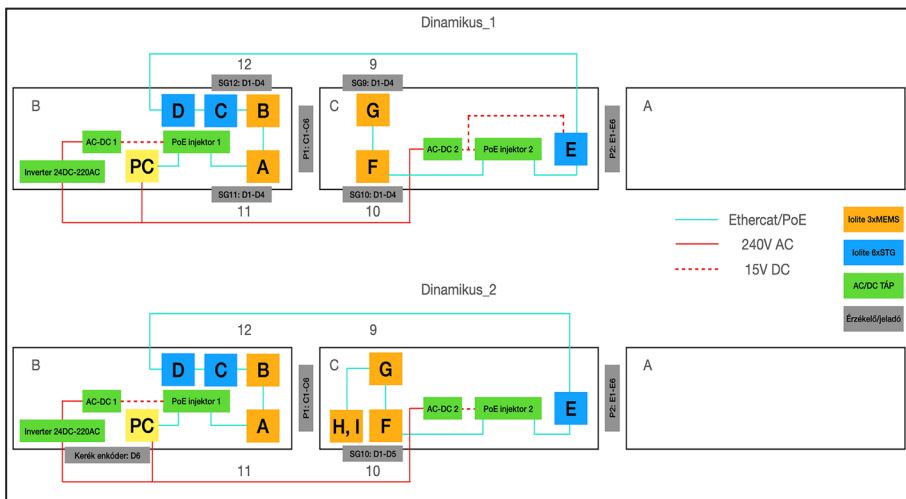 Dinamikus_1
12
9
SG12: D1-D4
SG9: D1-D4
B
D
C
B
P1: C1-C6
C
G
P2: E1-E6
A
AC-DC 1
PoE injektor 1
AC-DC 2
PoE injektor 2
E
Inverter 24DC-220AC
PC
A
F
SG11: D1-D4
SG10: D1-D4
11
10
Ethercat/PoE
240V AC
15V DC
Iolite 3xMEMS
Iolite 6xSTG
AC/DC TÁP
Érzékelő/jeladó
Dinamikus_2
12
9
B
D
C
B
P1: C1-C6
C
G
P2: E1-E6
A
AC-DC 1
PoE injektor 1
AC-DC 2
PoE injektor 2
E
Inverter 24DC-220AC
PC
A
H, I
F
Kerék enkóder: D6
SG10: D1-D5
11
10